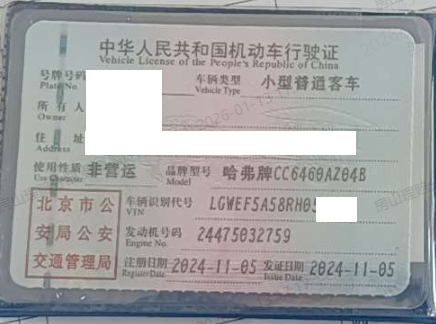 中华人民共和国机动车行驶证
Vehicle License of the People's Republic of China
号牌号码
Plate No
车辆类型 小型普通客车
Vehicle Type
所有人
Owner
住址
Address
使用性质 非营运
Use Character
品牌型号 哈弗牌CC6460AZ04B
Model
车辆识别代号 LGWEF5A58RH05
VIN
发动机号码 24475032759
Engine No.
注册日期 2024-11-05
Register Date
发证日期 2024-11-05
Issue Date
北京市公
安局公安
交通管理局